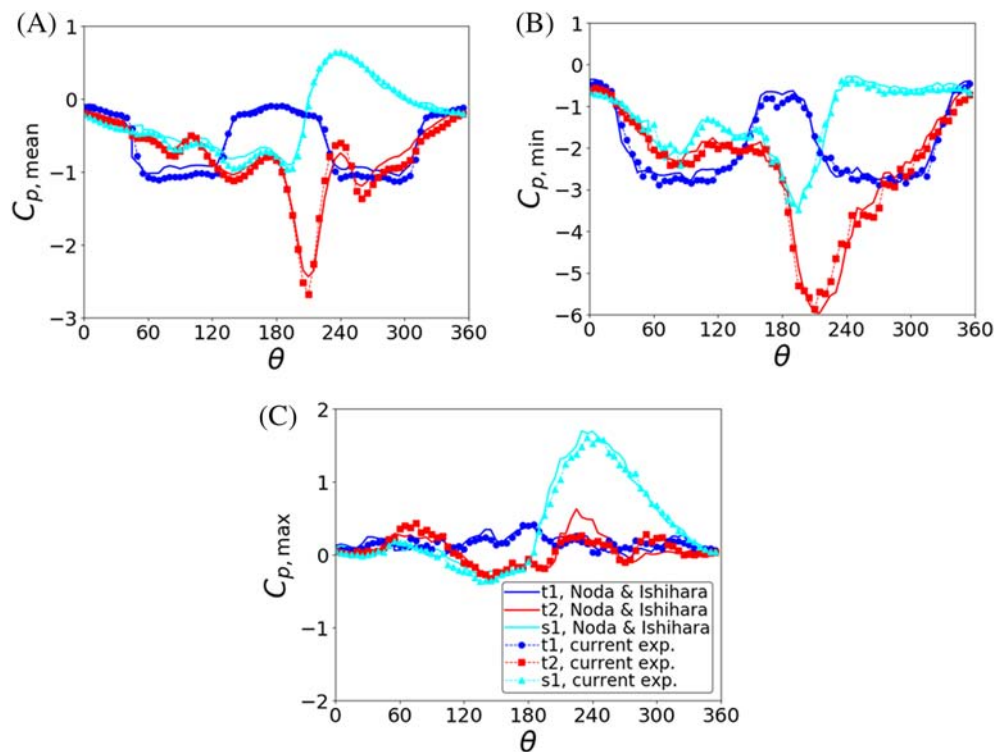 (A)
1
0
−1
−2
−3
0 60 120 180 240 300 360
Cp, mean
θ
(B)
1
0
−1
−2
−3
−4
−5
−6
0 60 120 180 240 300 360
Cp, min
θ
(C)
2
1
0
−1
−2
0 60 120 180 240 300 360
Cp, max
θ
t1, Noda & Ishihara
t2, Noda & Ishihara
s1, Noda & Ishihara
t1, current exp.
t2, current exp.
s1, current exp.